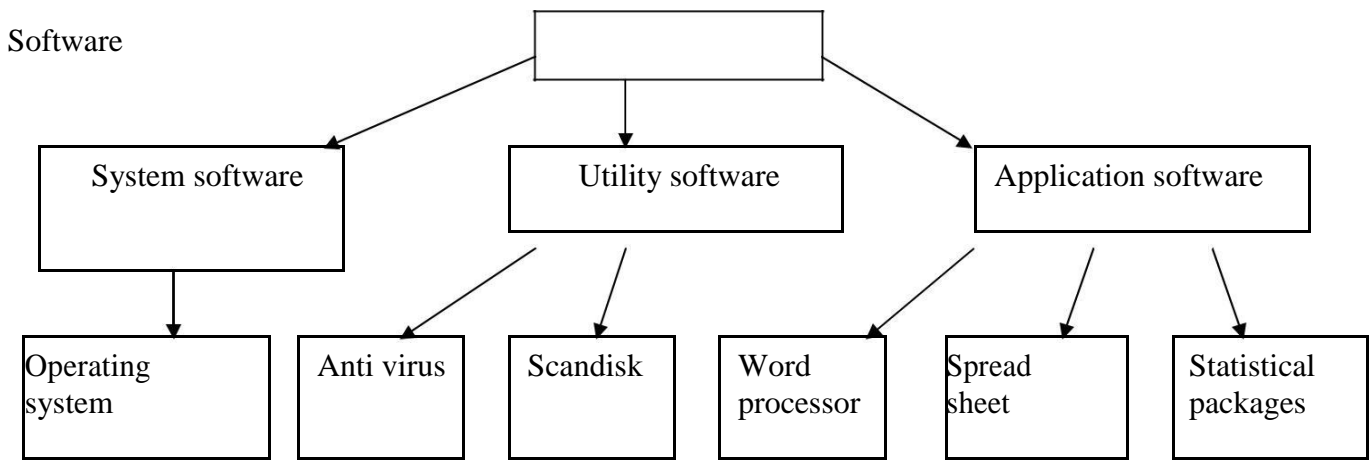 Software
System software
Utility software
Application software
Operating
system
Anti virus
Scandisk
Word
processor
Spread
sheet
Statistical
packages